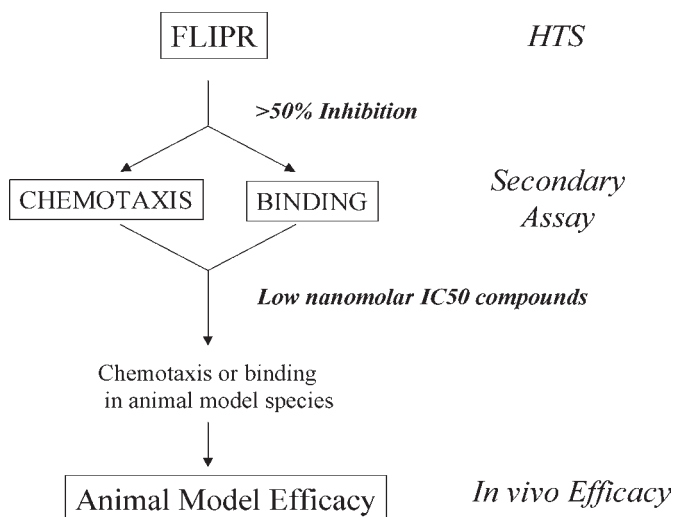 FLIPR
HTS
>50% Inhibition
CHEMOTAXIS
BINDING
Secondary
Assay
Low nanomolar IC50 compounds
Chemotaxis or binding
in animal model species
Animal Model Efficacy
In vivo Efficacy